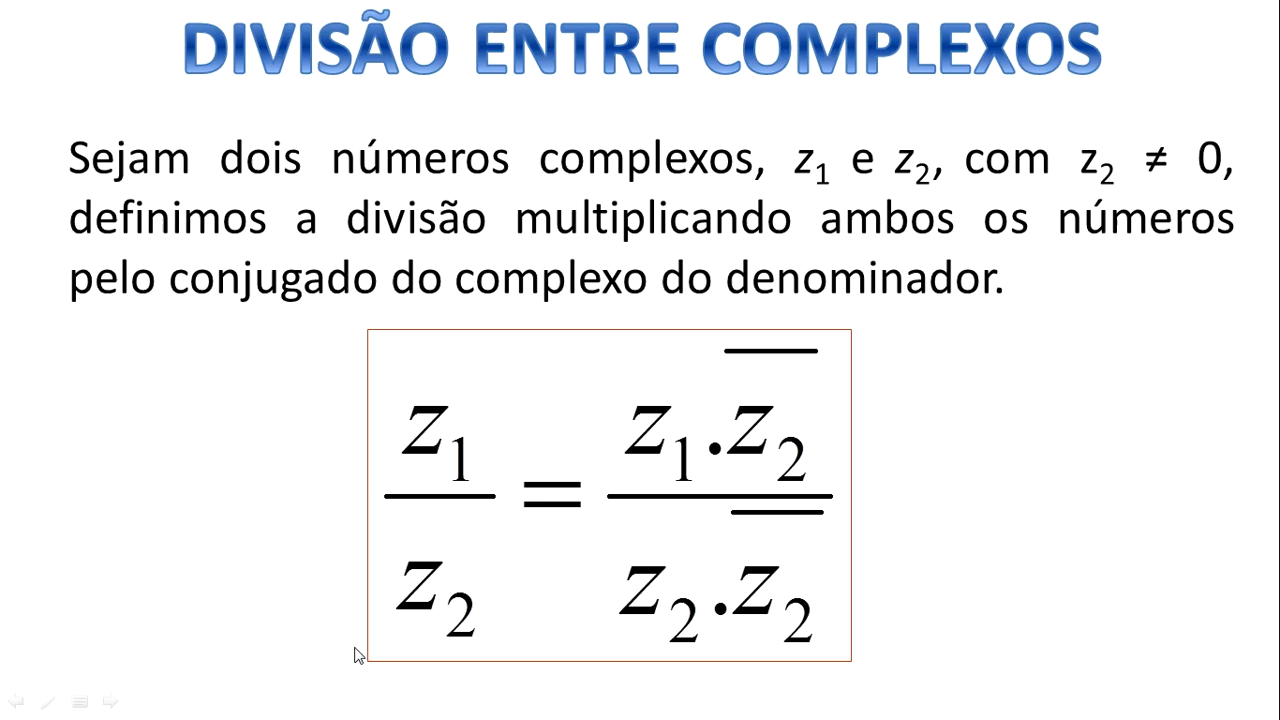 DIVISÃO ENTRE COMPLEXOS
Sejam dois números complexos, z₁ e z₂, com z₂ ≠ 0,
definimos a divisão multiplicando ambos os números
pelo conjugado do complexo do denominador.
z₁/z₂ = z₁.z̅₂/z₂.z̅₂